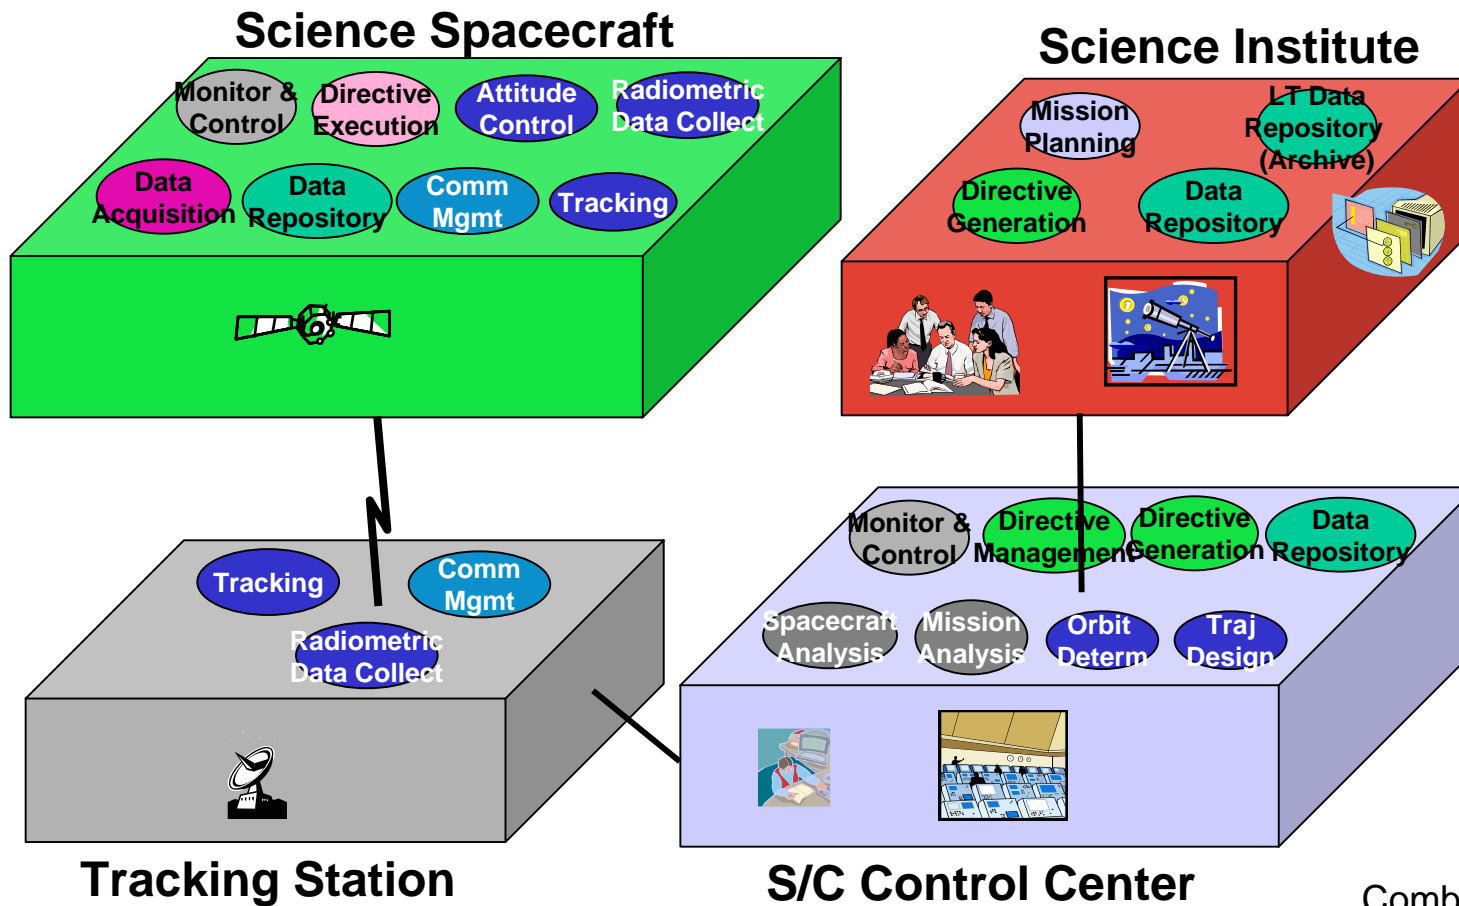 Science Spacecraft
Monitor &
Control
Directive
Execution
Attitude
Control
Radiometric
Data Collect
Data
Acquisition
Data
Repository
Comm
Mgmt
Tracking
Science Institute
Mission
Planning
LT Data
Repository
(Archive)
Directive
Generation
Data
Repository
Tracking
Comm
Mgmt
Radiometric
Data Collect
Tracking Station
Monitor &
Control
Directive
Management
Directive
Generation
Data
Repository
Spacecraft
Analysis
Mission
Analysis
Orbit
Determ
Traj
Design
S/C Control Center
Comb